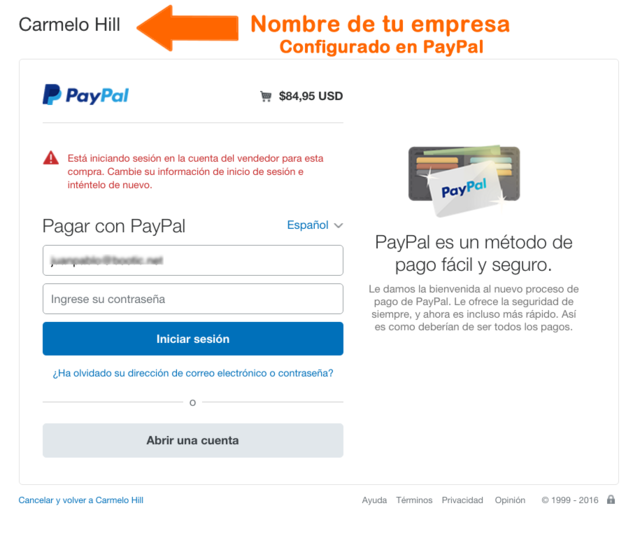 Carmelo Hill
Nombre de tu empresa
Configurado en PayPal
PayPal
$84,95 USD
Está iniciando sesión en la cuenta del vendedor para esta
compra. Cambie su información de inicio de sesión e
inténtelo de nuevo.
Pagar con PayPal
Español
Ingrese su contraseña
Iniciar sesión
¿Ha olvidado su dirección de correo electrónico o contraseña?
o
Abrir una cuenta
PayPal
PayPal es un método de
pago fácil y seguro.
Le damos la bienvenida al nuevo proceso de
pago de PayPal. Le ofrece la seguridad de
siempre, y ahora es incluso más rápido. Así
es como deberían de ser todos los pagos.
Cancelar y volver a Carmelo Hill
Ayuda Términos Privacidad Opinión © 1999 - 2016